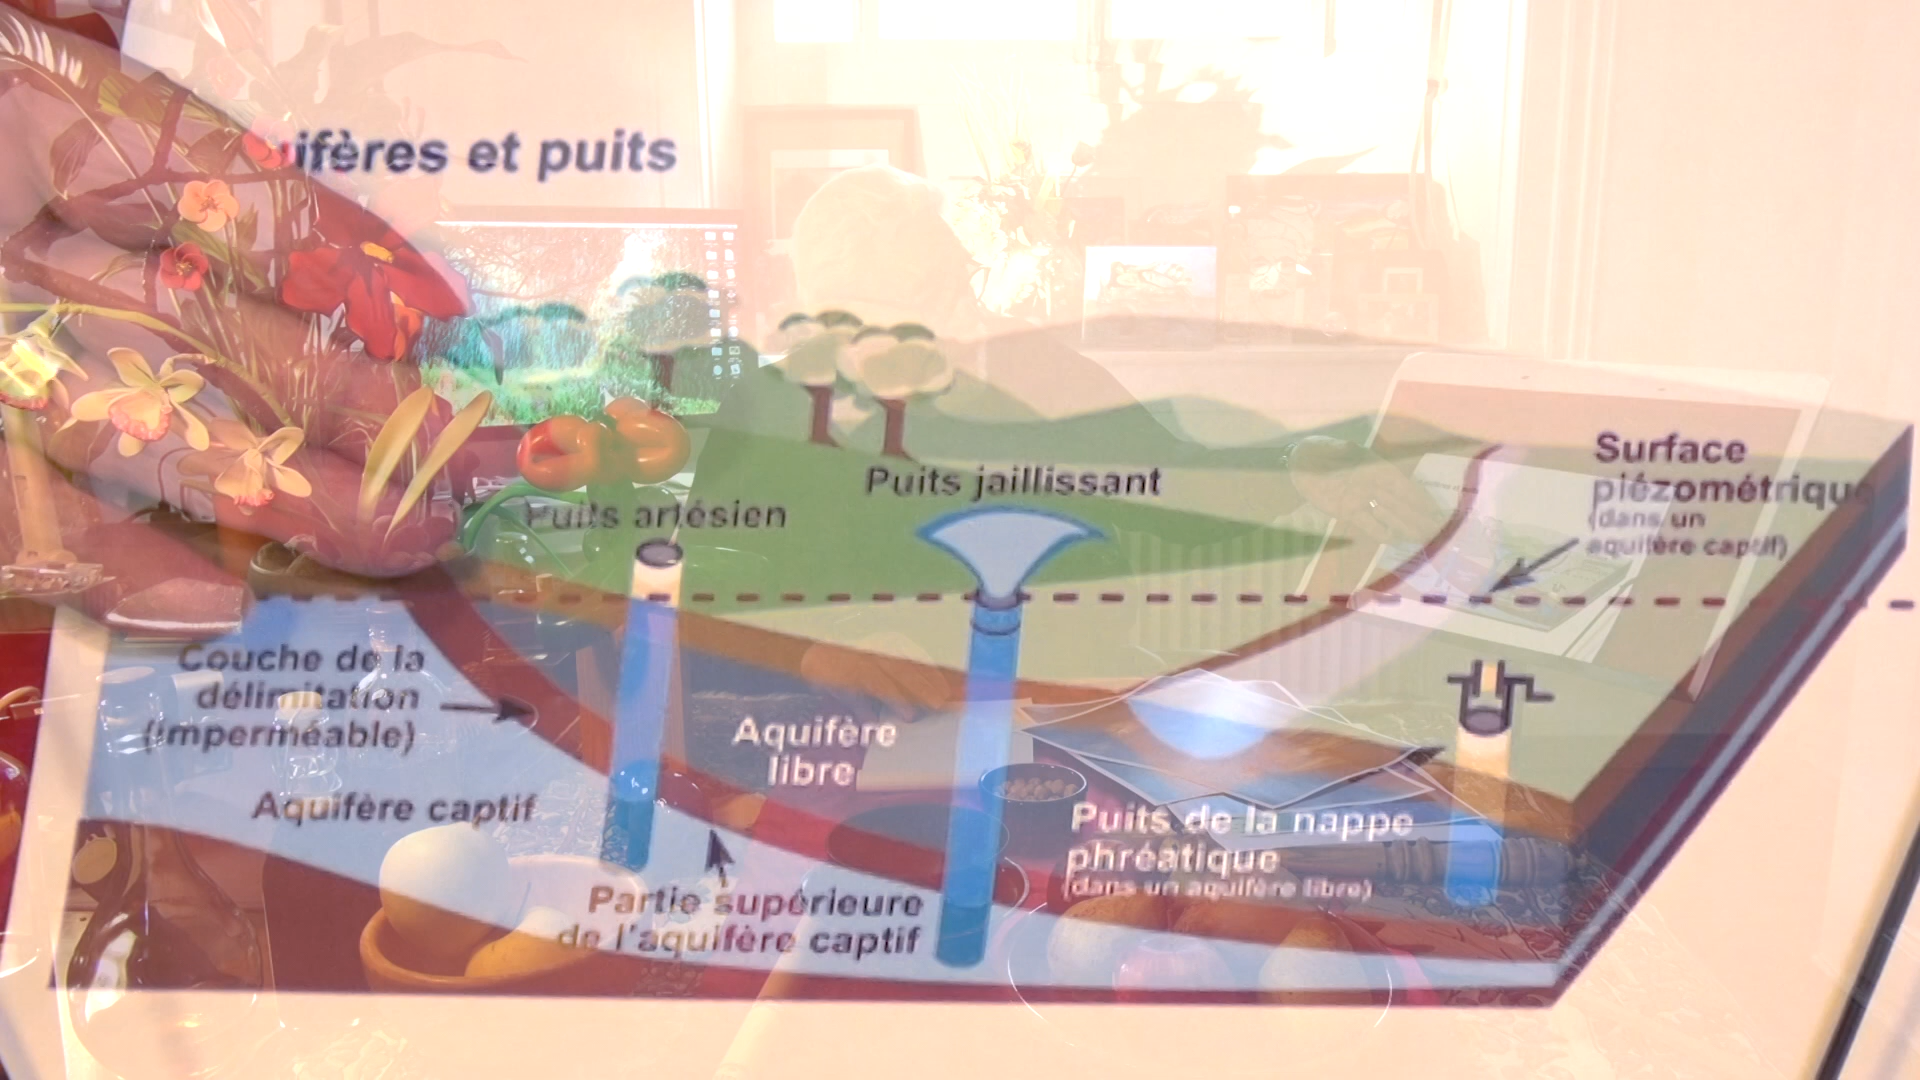 ifères et puits
Puits jaillissant
Puits artésien
Surface
piézométrique
(dans un
aquifère captif)
Couche de la
délimitation
(imperméable)
Aquifère
libre
Aquifère captif
Puits de la nappe
phréatique
(dans un aquifère libre)
Partie supérieure
de l'aquifère captif